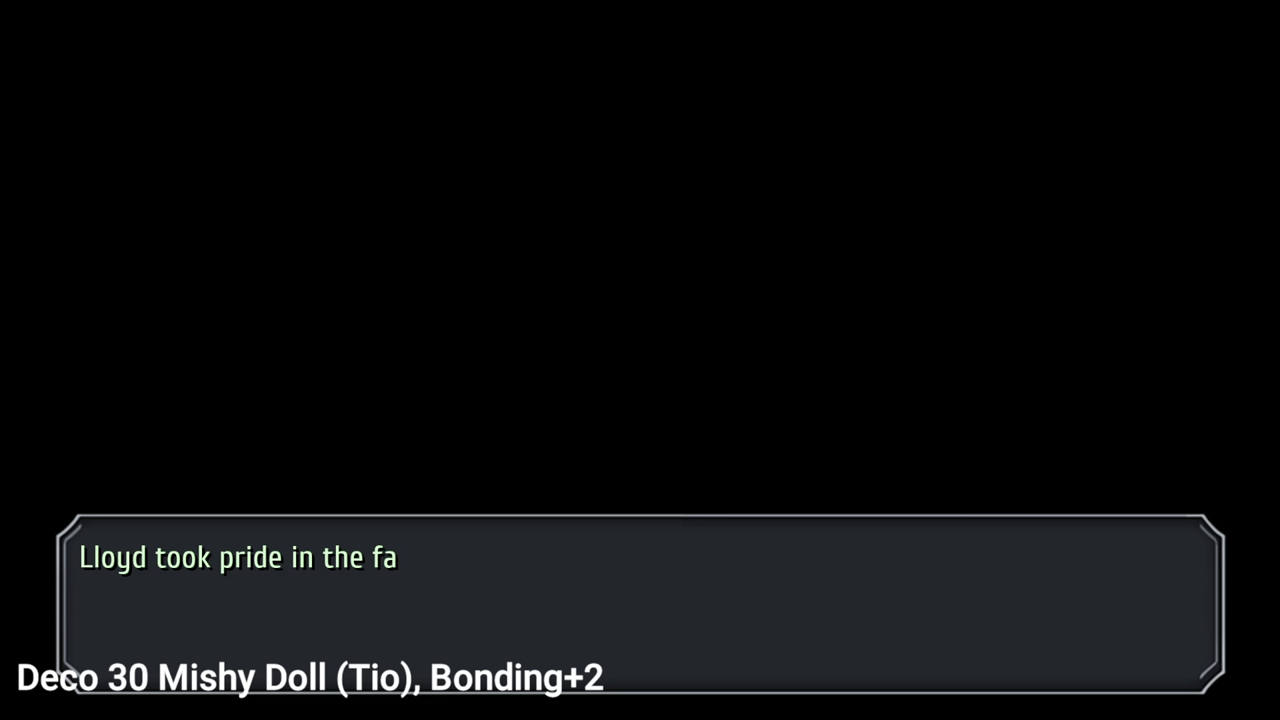 Lloyd took pride in the fa
Deco 30 Mishy Doll (Tio), Bonding+2